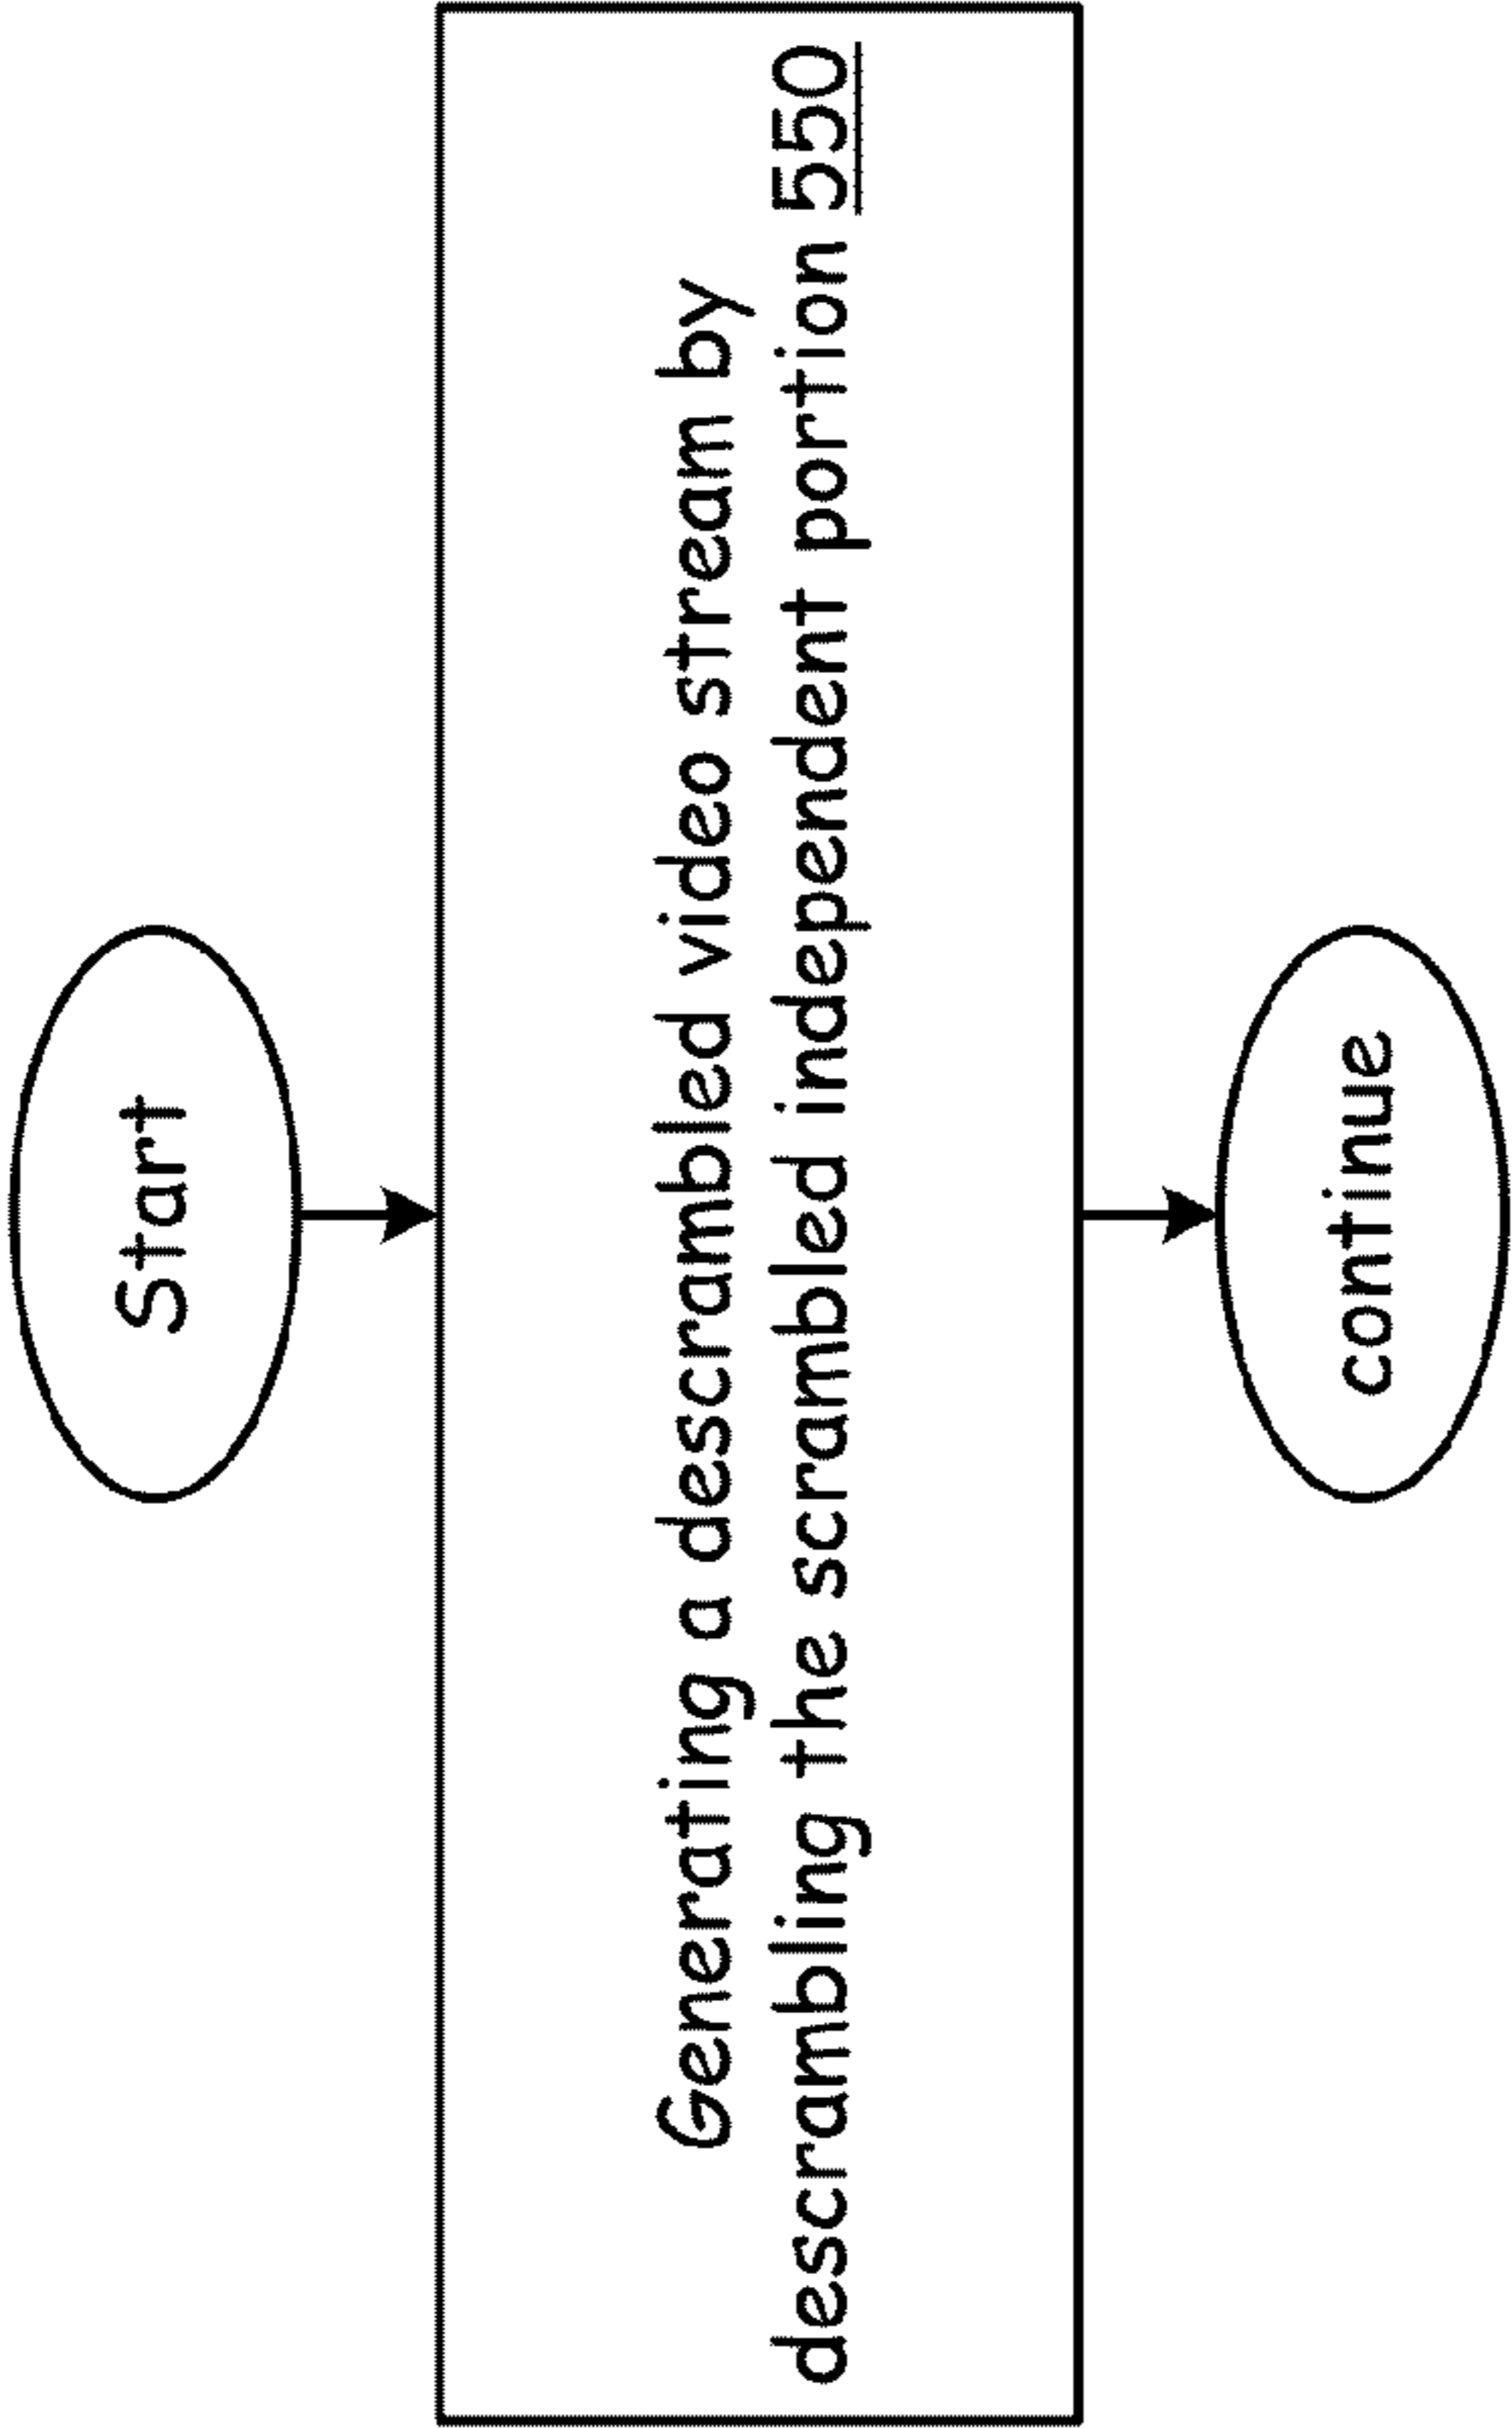 Start
Generating a descrambled video stream by
descrambling the scrambled independent portion 550
continue